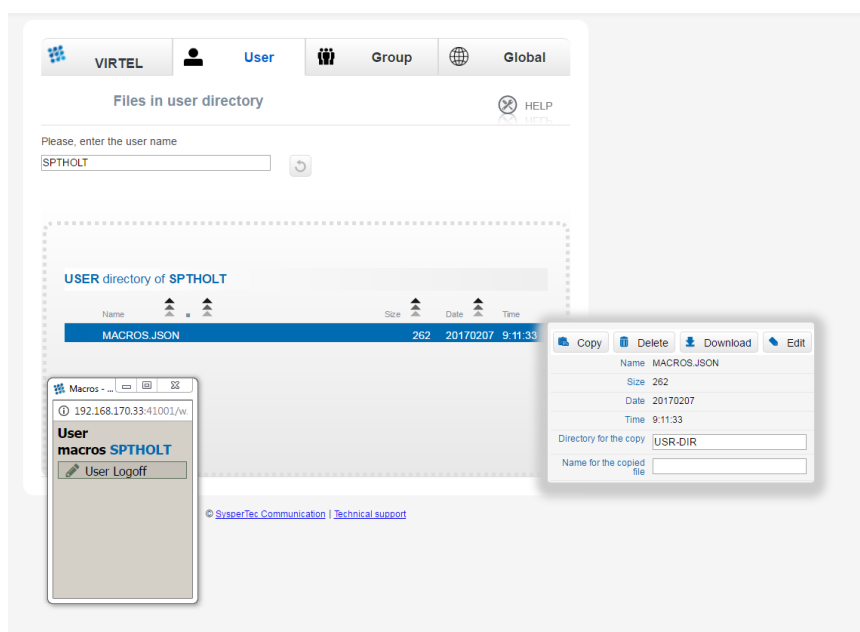 VIRTEL User Group Global
Files in user directory
HELP
Please, enter the user name
SPTHOLT
USER directory of SPTHOLT
Name Size Date Time
MACROS.JSON 262 20170207 9:11:33
Copy Delete Download Edit
Name MACROS.JSON
Size 262
Date 20170207
Time 9:11:33
Directory for the copy USR-DIR
Name for the copied
file
Macros - ...
192.168.170.33:41001/w.
User
macros SPTHOLT
User Logoff
© SysperTec Communication | Technical support